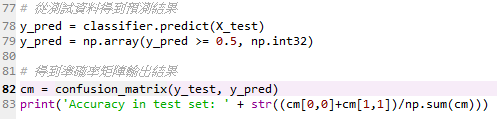 77 # 從測試資料得到預測結果
78 y_pred = classifier.predict(X_test)
79 y_pred = np.array(y_pred >= 0.5, np.int32)
80
81 # 得到準確率矩陣輸出結果
82 cm = confusion_matrix(y_test, y_pred)
83 print('Accuracy in test set: ' + str((cm[0,0]+cm[1,1])/np.sum(cm)))